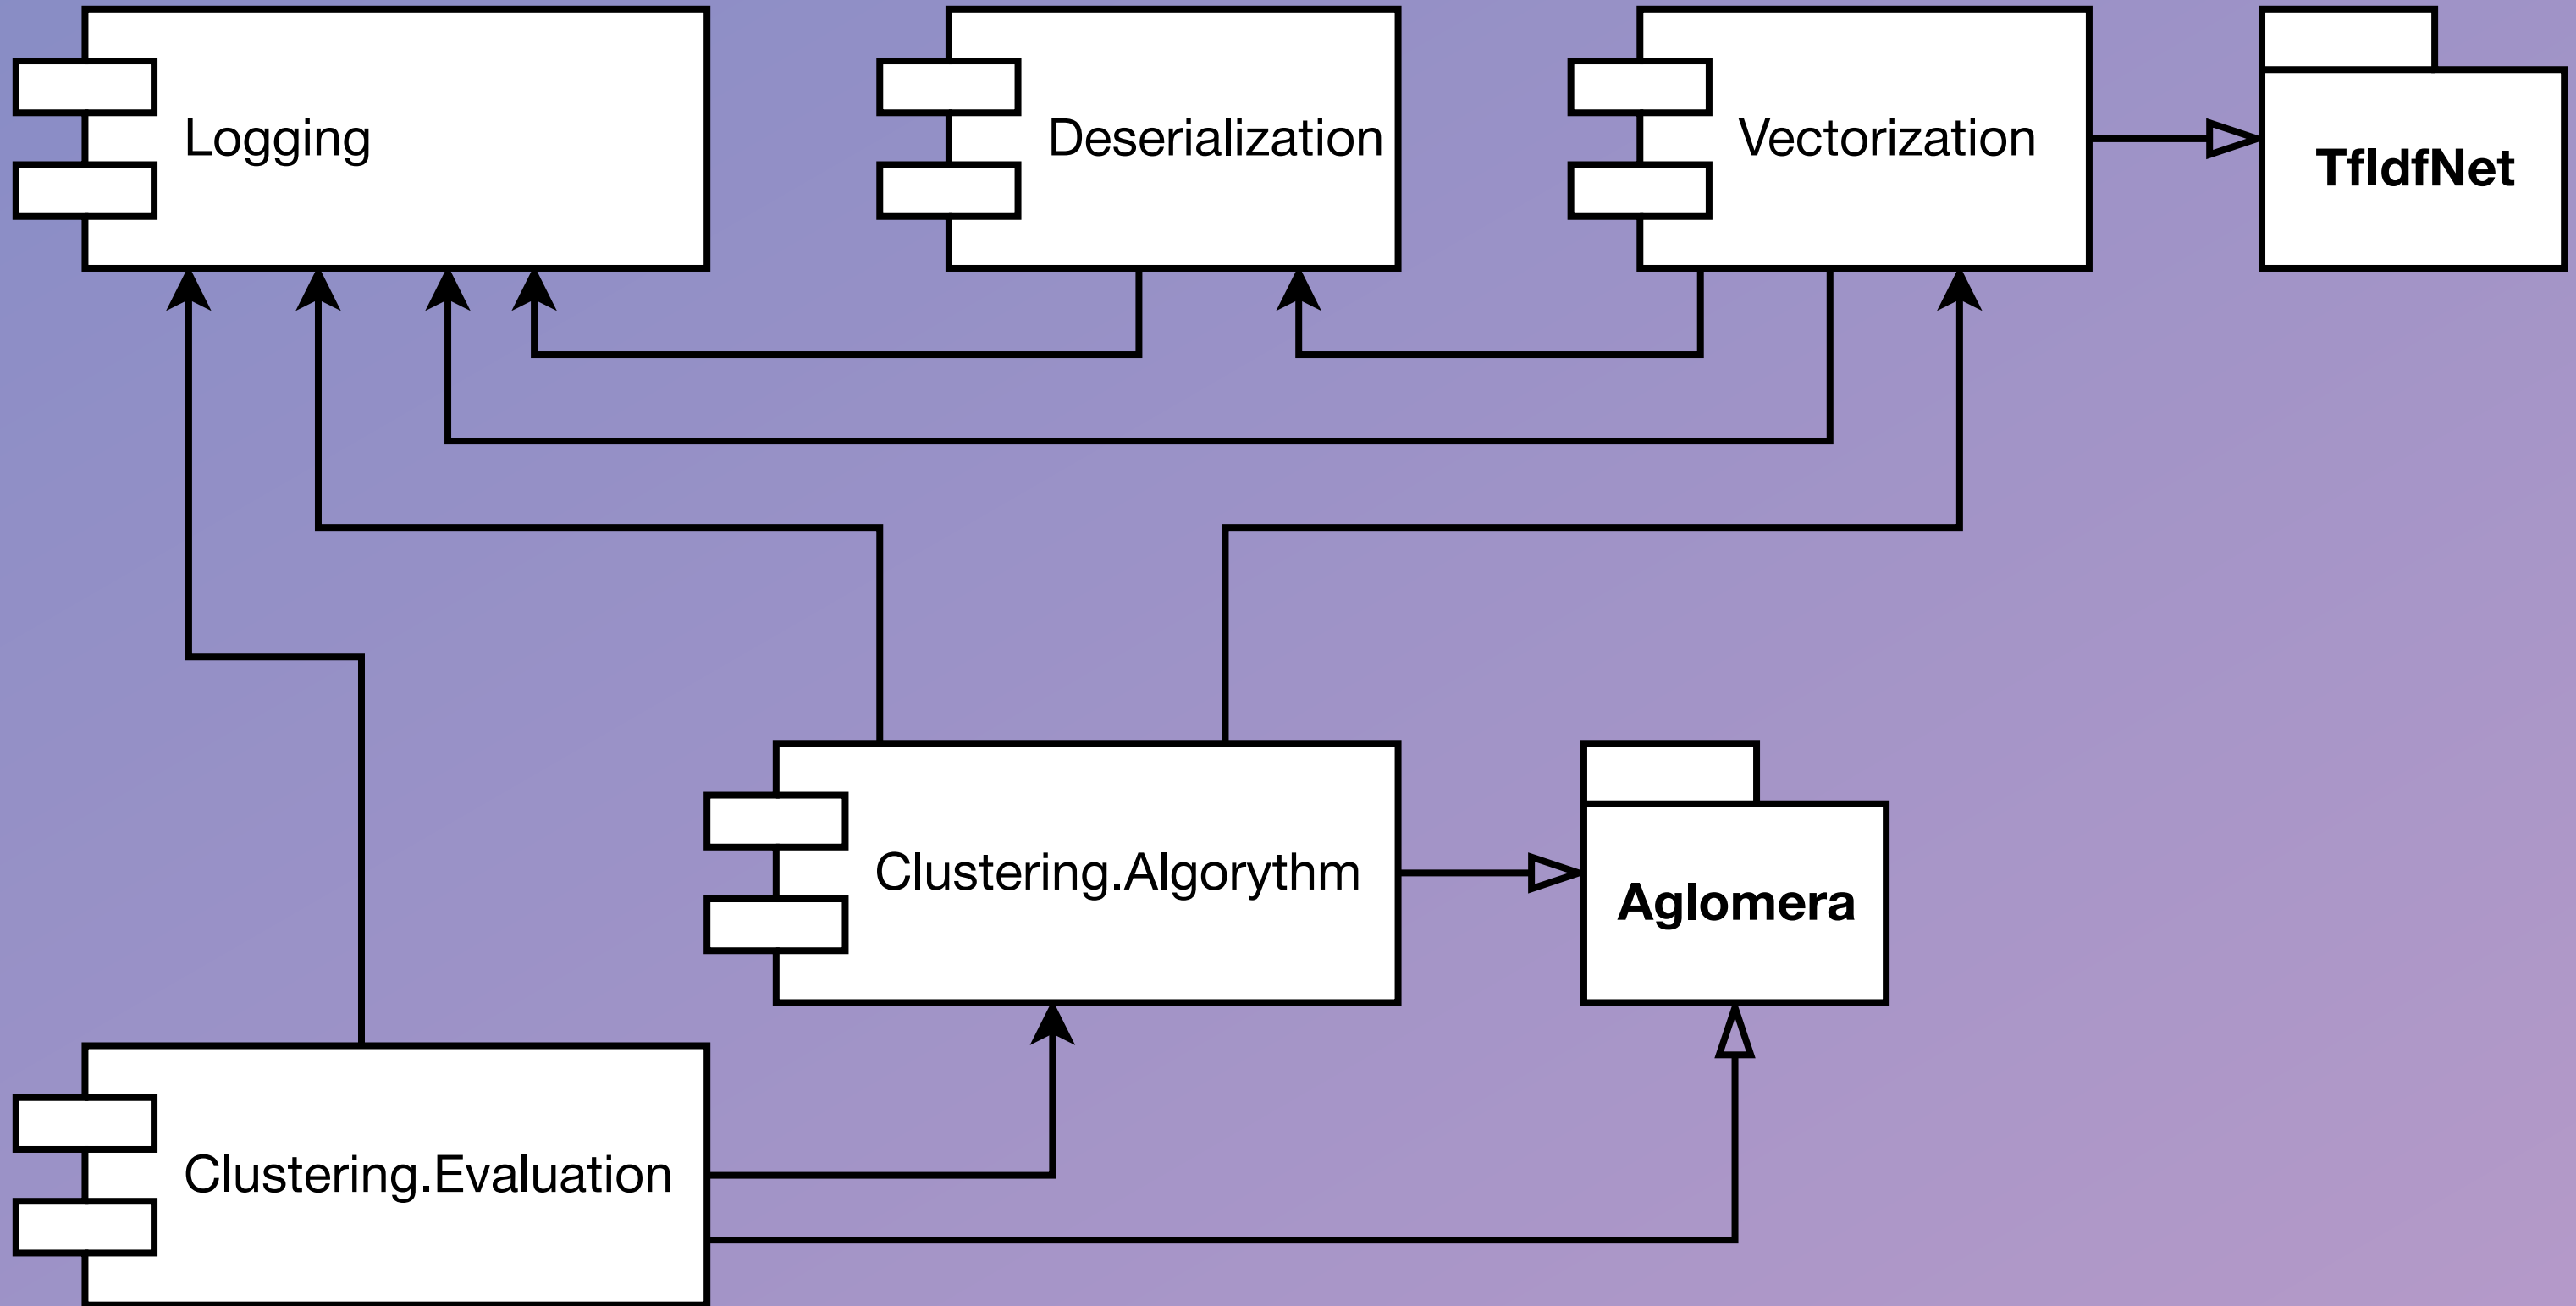 Logging
Deserialization
Vectorization
TfIdfNet
Clustering.Algorythm
Aglomera
Clustering.Evaluation